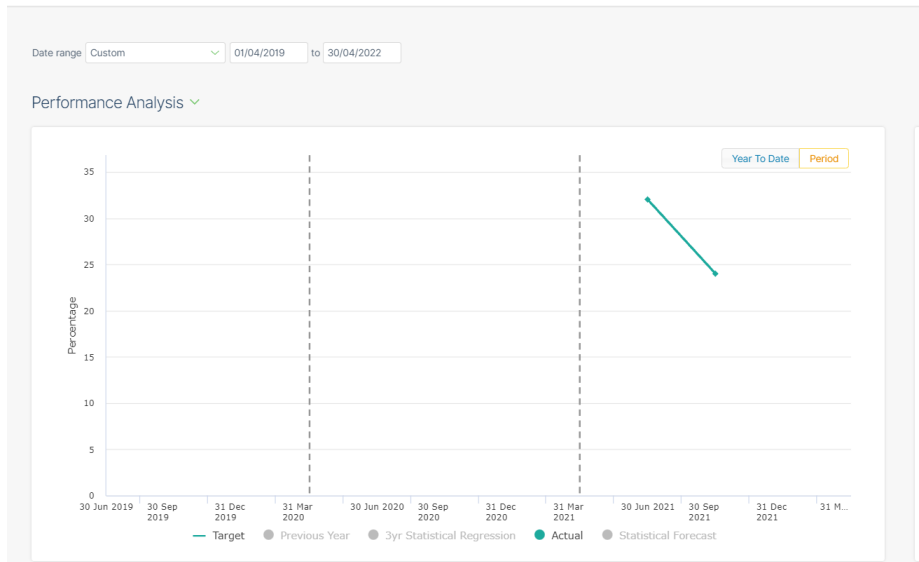 Date range Custom 01/04/2019 to 30/04/2022
Performance Analysis
Year To Date Period
35
30
25
20
15
10
5
0
Percentage
30 Jun 2019 30 Sep 2019 31 Dec 2019 31 Mar 2020 30 Jun 2020 30 Sep 2020 31 Dec 2020 31 Mar 2021 30 Jun 2021 30 Sep 2021 31 Dec 2021 31 M...
Target Previous Year 3yr Statistical Regression Actual Statistical Forecast